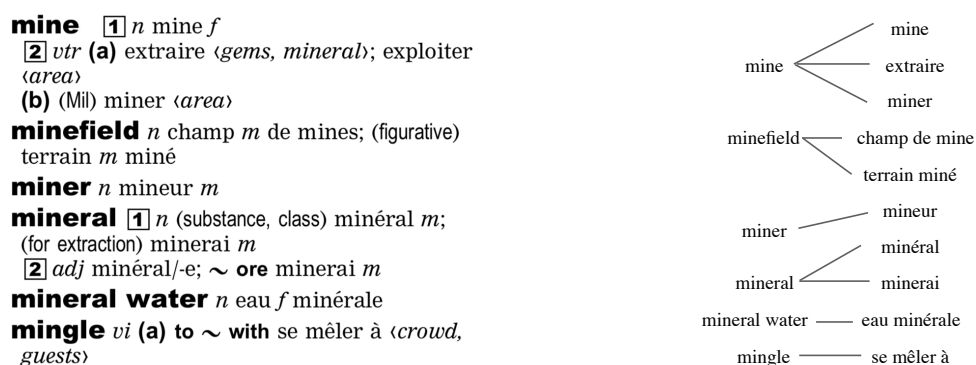 mine 1 n mine f
2 vtr (a) extraire ‹gems, mineral›; exploiter
‹area›
(b) (Mil) miner ‹area›
minefield n champ m de mines; (figurative)
terrain m miné
miner n mineur m
mineral 1 n (substance, class) minéral m;
(for extraction) minerai m
2 adj minéral/-e; ~ ore minerai m
mineral water n eau f minérale
mingle vi (a) to ~ with se mêler à ‹crowd,
guests›
mine
mine
extraire
miner
minefield
champ de mine
terrain miné
miner
mineur
minéral
mineral
minerai
mineral water
eau minérale
mingle
se mêler à